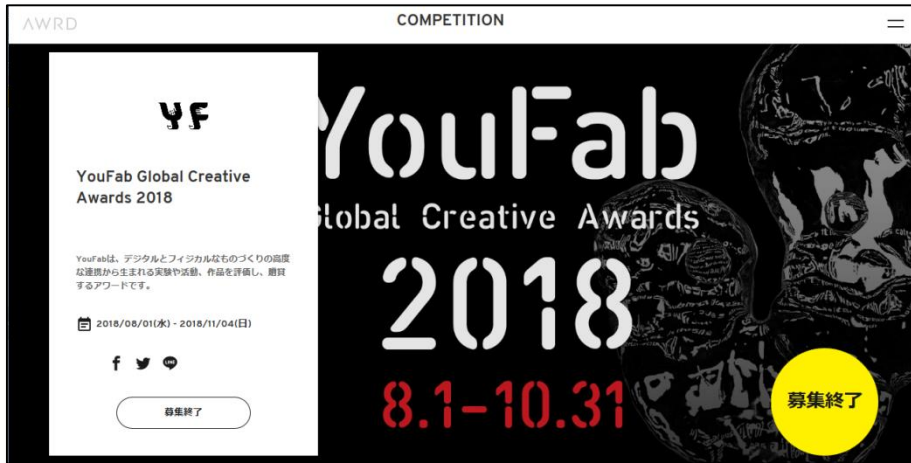 AWRD
COMPETITION
YF
YouFab Global Creative
Awards 2018
YouFabは、デジタルとフィジカルなものづくりの高度
な連携から生まれる実験や活動、作品を評価し、贈賞
するアワードです。
2018/08/01(水) - 2018/11/04(日)
LINE
募集終了
YouFab
Global Creative Awards
2018
8.1-10.31
募集終了